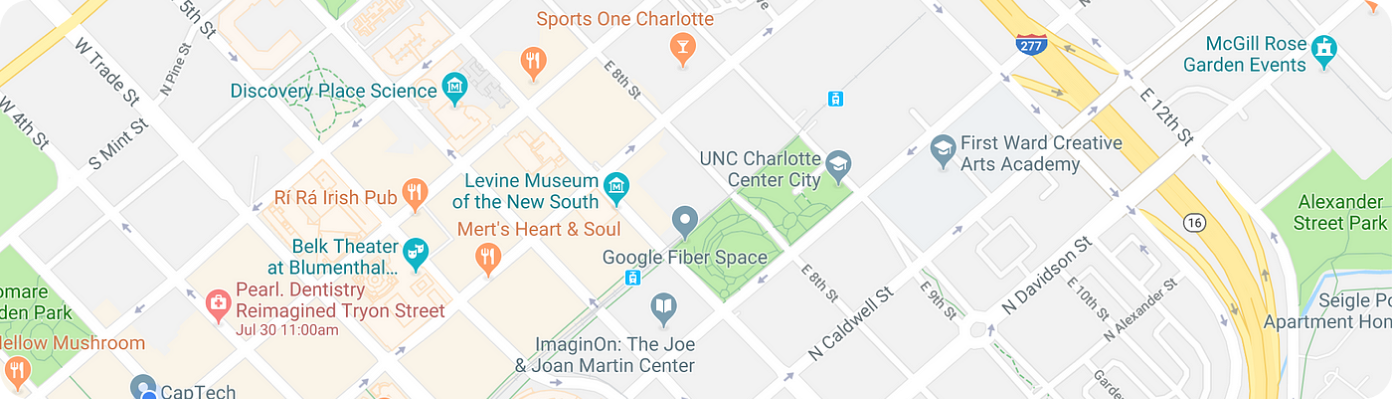 Sports One Charlotte
5th St
277
McGill Rose
Garden Events
W Trade St
N Pine St
E 8th St
Discovery Place Science
E 12th St
W 4th St
S Mint St
First Ward Creative
Arts Academy
UNC Charlotte
Center City
Levine Museum
of the New South
Rí Rá Irish Pub
Alexander
Street Park
16
Mert's Heart & Soul
Belk Theater
at Blumenthal...
Google Fiber Space
Pearl. Dentistry
Reimagined Tryon Street
Jul 30 11:00am
E 8th St
E 9th St
N Davidson St
E 10th St
N Alexander St
N Caldwell St
omare
den Park
Seigle Po
Apartment Hom
ellow Mushroom
ImaginOn: The Joe
& Joan Martin Center
CapTech
Garde